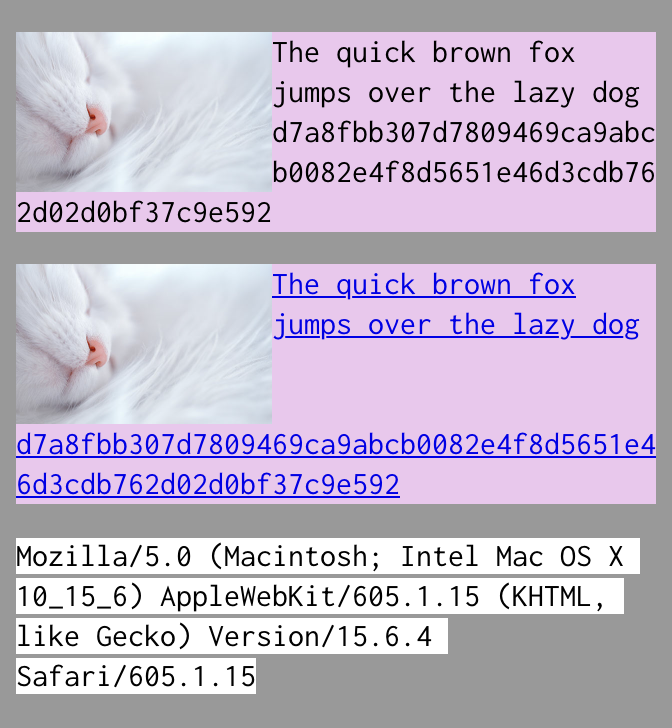 The quick brown fox
jumps over the lazy dog
d7a8fbb307d7809469ca9abc
b0082e4f8d5651e46d3cdb76
2d02d0bf37c9e592
The quick brown fox
jumps over the lazy dog
d7a8fbb307d7809469ca9abcb0082e4f8d5651e4
6d3cdb762d02d0bf37c9e592
Mozilla/5.0 (Macintosh; Intel Mac OS X
10_15_6) AppleWebKit/605.1.15 (KHTML,
like Gecko) Version/15.6.4
Safari/605.1.15